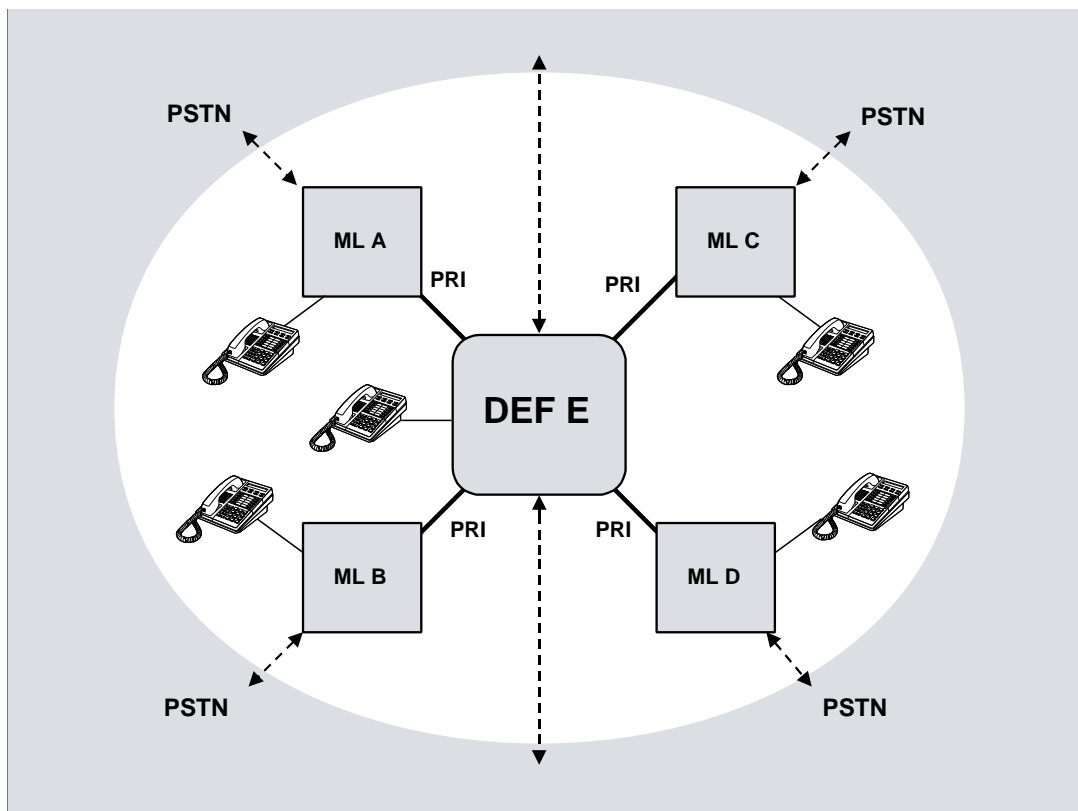 PSTN
PSTN
ML A
ML C
PRI
PRI
DEF E
PRI
PRI
ML B
ML D
PSTN
PSTN